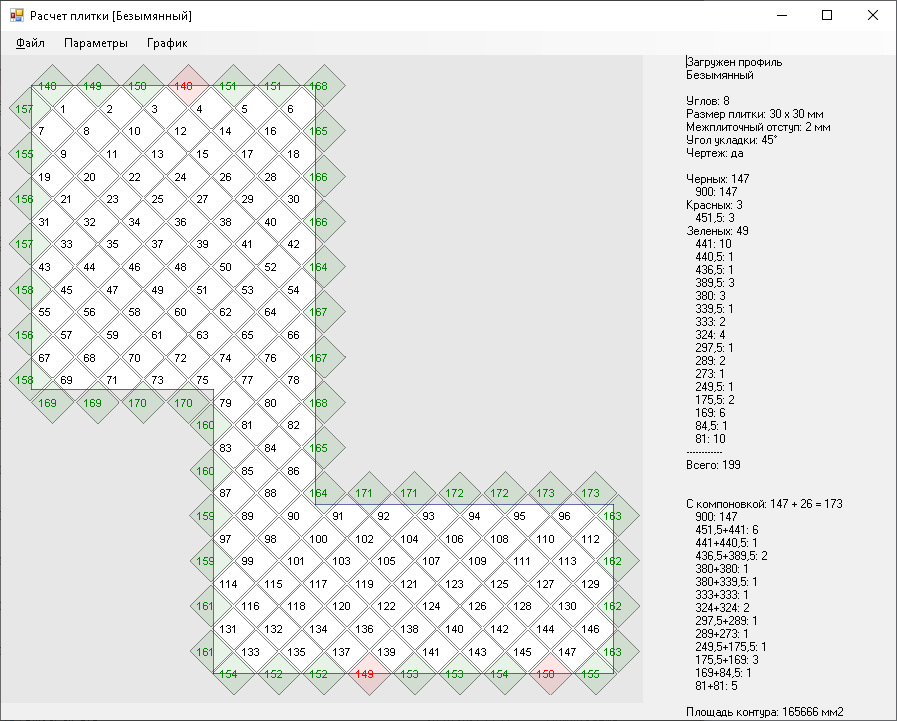 Расчет плитки [Безымянный]
Файл Параметры График
148 149 150 148 151 151 168
157 1 2 3 4 5 6
7 8 10 12 14 16 165
155 9 11 13 15 17 18
19 20 22 24 26 28 166
156 21 23 25 27 29 30
31 32 34 36 38 40 166
157 33 35 37 39 41 42
43 44 46 48 50 52 164
158 45 47 49 51 53 54
55 56 58 60 62 64 167
156 57 59 61 63 65 66
67 68 70 72 74 76 167
158 69 71 73 75 77 78
169 169 170 170 79 80 168
160 81 82
83 84 165
160 85 86
87 88 164 171 171 172 172 173 173
159 89 90 91 92 93 94 95 96 163
97 98 100 102 104 106 108 110 112
159 99 101 103 105 107 109 111 113 162
114 115 117 119 121 123 125 127 129
161 116 118 120 122 124 126 128 130 162
131 132 134 136 138 140 142 144 146
161 133 135 137 139 141 143 145 147 163
154 152 152 149 153 153 154 150 155
Загружен профиль
Безымянный
Углов: 8
Размер плитки: 30 x 30 мм
Межплиточный отступ: 2 мм
Угол укладки: 45°
Чертеж: да
Черных: 147
900: 147
Красных: 3
451,5: 3
Зеленых: 49
441: 10
440,5: 1
436,5: 1
389,5: 3
380: 3
339,5: 1
333: 2
324: 4
297,5: 1
289: 2
273: 1
249,5: 1
175,5: 2
169: 6
84,5: 1
81: 10
------------
Всего: 199
С компоновкой: 147 + 26 = 173
900: 147
451,5+441: 6
441+440,5: 1
436,5+389,5: 2
380+380: 1
380+339,5: 1
333+333: 1
324+324: 2
297,5+289: 1
289+273: 1
249,5+175,5: 1
175,5+169: 3
169+84,5: 1
81+81: 5
Площадь контура: 165666 мм2